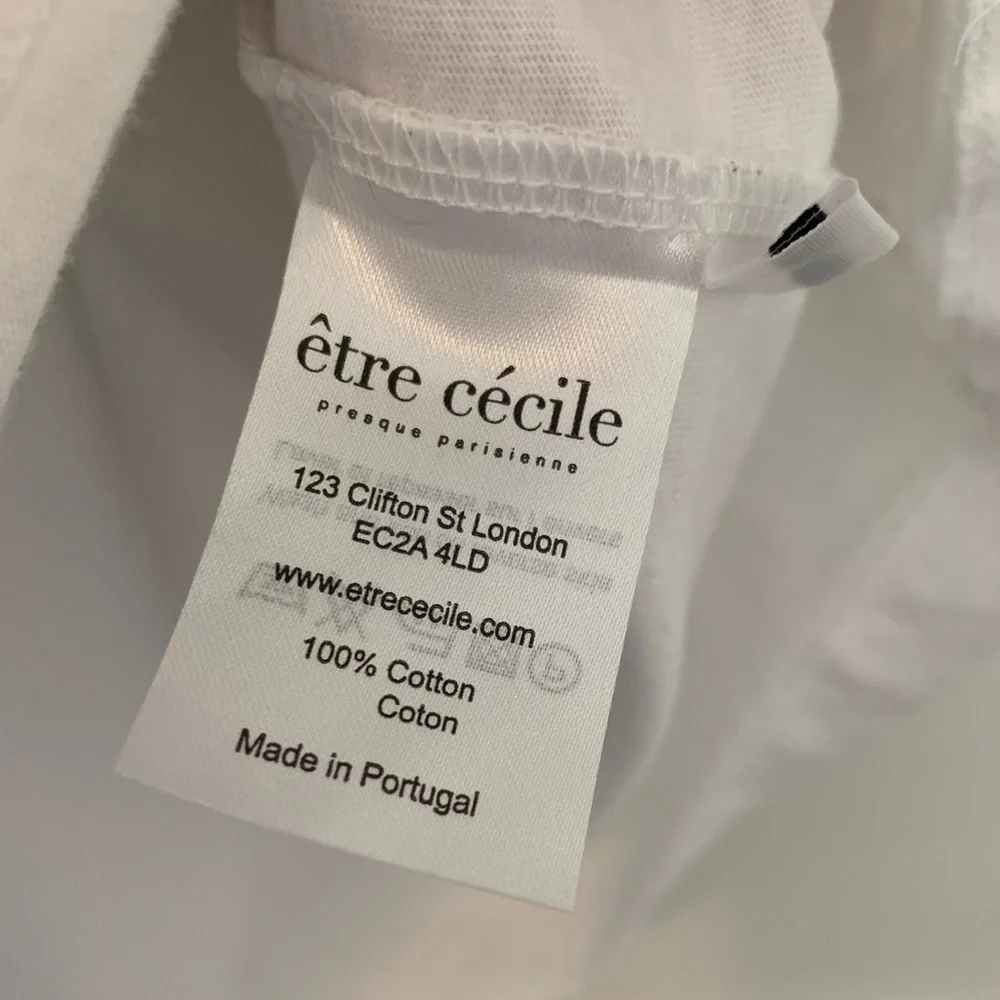 être cécile
presque parisienne
123 Clifton St London
EC2A 4LD
www.etrececile.com
100% Cotton
Coton
Made in Portugal